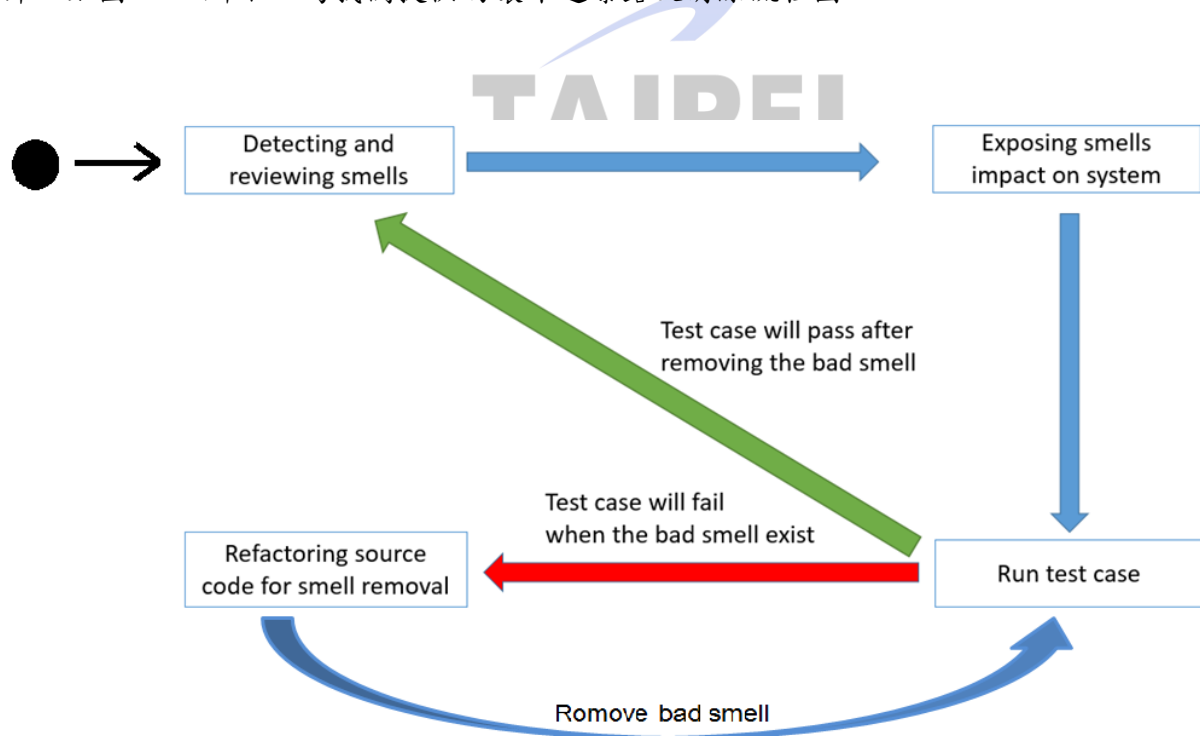 TAIPEI
Detecting and
reviewing smells
Exposing smells
impact on system
Test case will pass after
removing the bad smell
Test case will fail
when the bad smell exist
Refactoring source
code for smell removal
Run test case
Romove bad smell